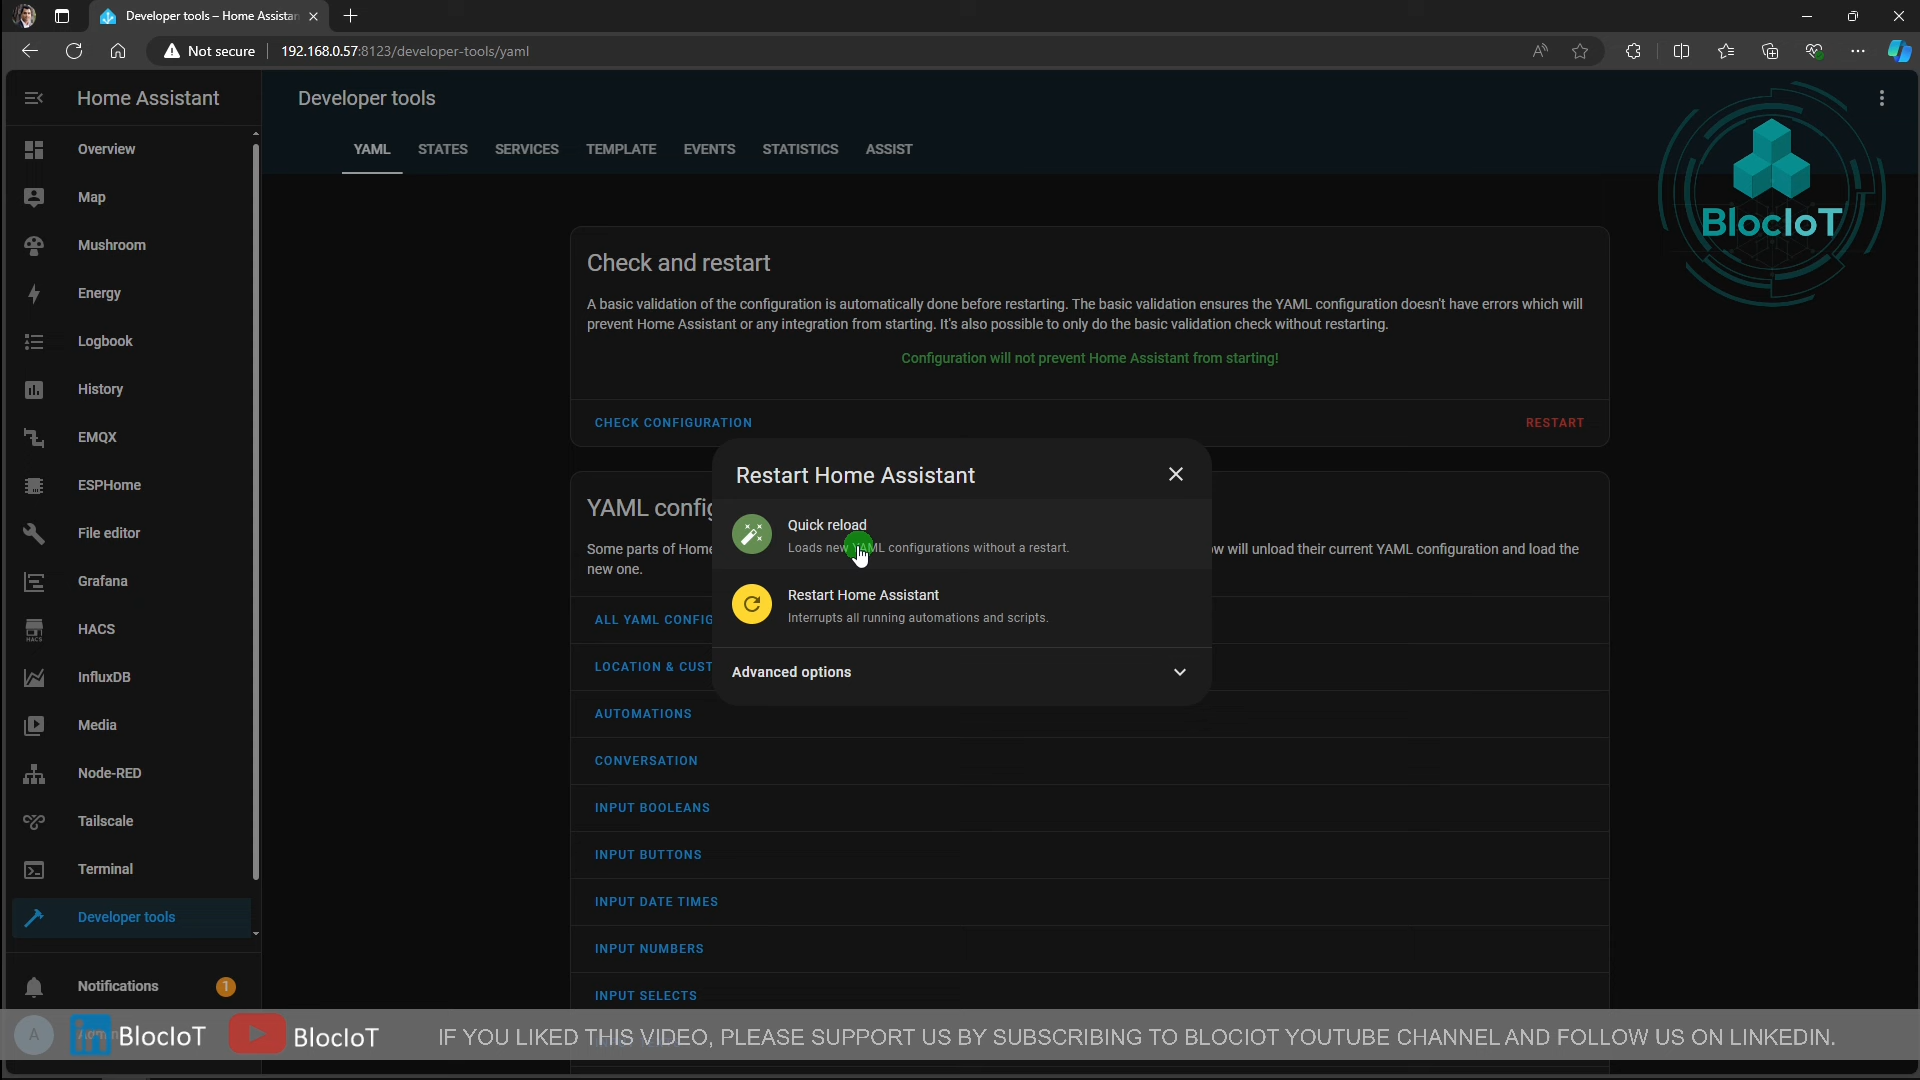 Developer tools – Home Assistan
Not secure
192.168.0.57:8123/developer-tools/yaml
Home Assistant
Developer tools
YAML STATES SERVICES TEMPLATE EVENTS STATISTICS ASSIST
Overview
Map
Mushroom
Energy
Logbook
History
EMQX
ESPHome
File editor
Grafana
HACS
HACS
InfluxDB
Media
Node-RED
Tailscale
Terminal
Developer tools
Notifications 1
BlocIoT
Check and restart
A basic validation of the configuration is automatically done before restarting. The basic validation ensures the YAML configuration doesn't have errors which will
prevent Home Assistant or any integration from starting. It's also possible to only do the basic validation check without restarting.
Configuration will not prevent Home Assistant from starting!
CHECK CONFIGURATION RESTART
YAML config
Some parts of Home
ow will unload their current YAML configuration and load the
new one.
Restart Home Assistant
Quick reload
Loads new YAML configurations without a restart.
Restart Home Assistant
Interrupts all running automations and scripts.
Advanced options
ALL YAML CONFIG
LOCATION & CUST
AUTOMATIONS
CONVERSATION
INPUT BOOLEANS
INPUT BUTTONS
INPUT DATE TIMES
INPUT NUMBERS
INPUT SELECTS
A
in BlocIoT BlocIoT IF YOU LIKED THIS VIDEO, PLEASE SUPPORT US BY SUBSCRIBING TO BLOCIOT YOUTUBE CHANNEL AND FOLLOW US ON LINKEDIN.